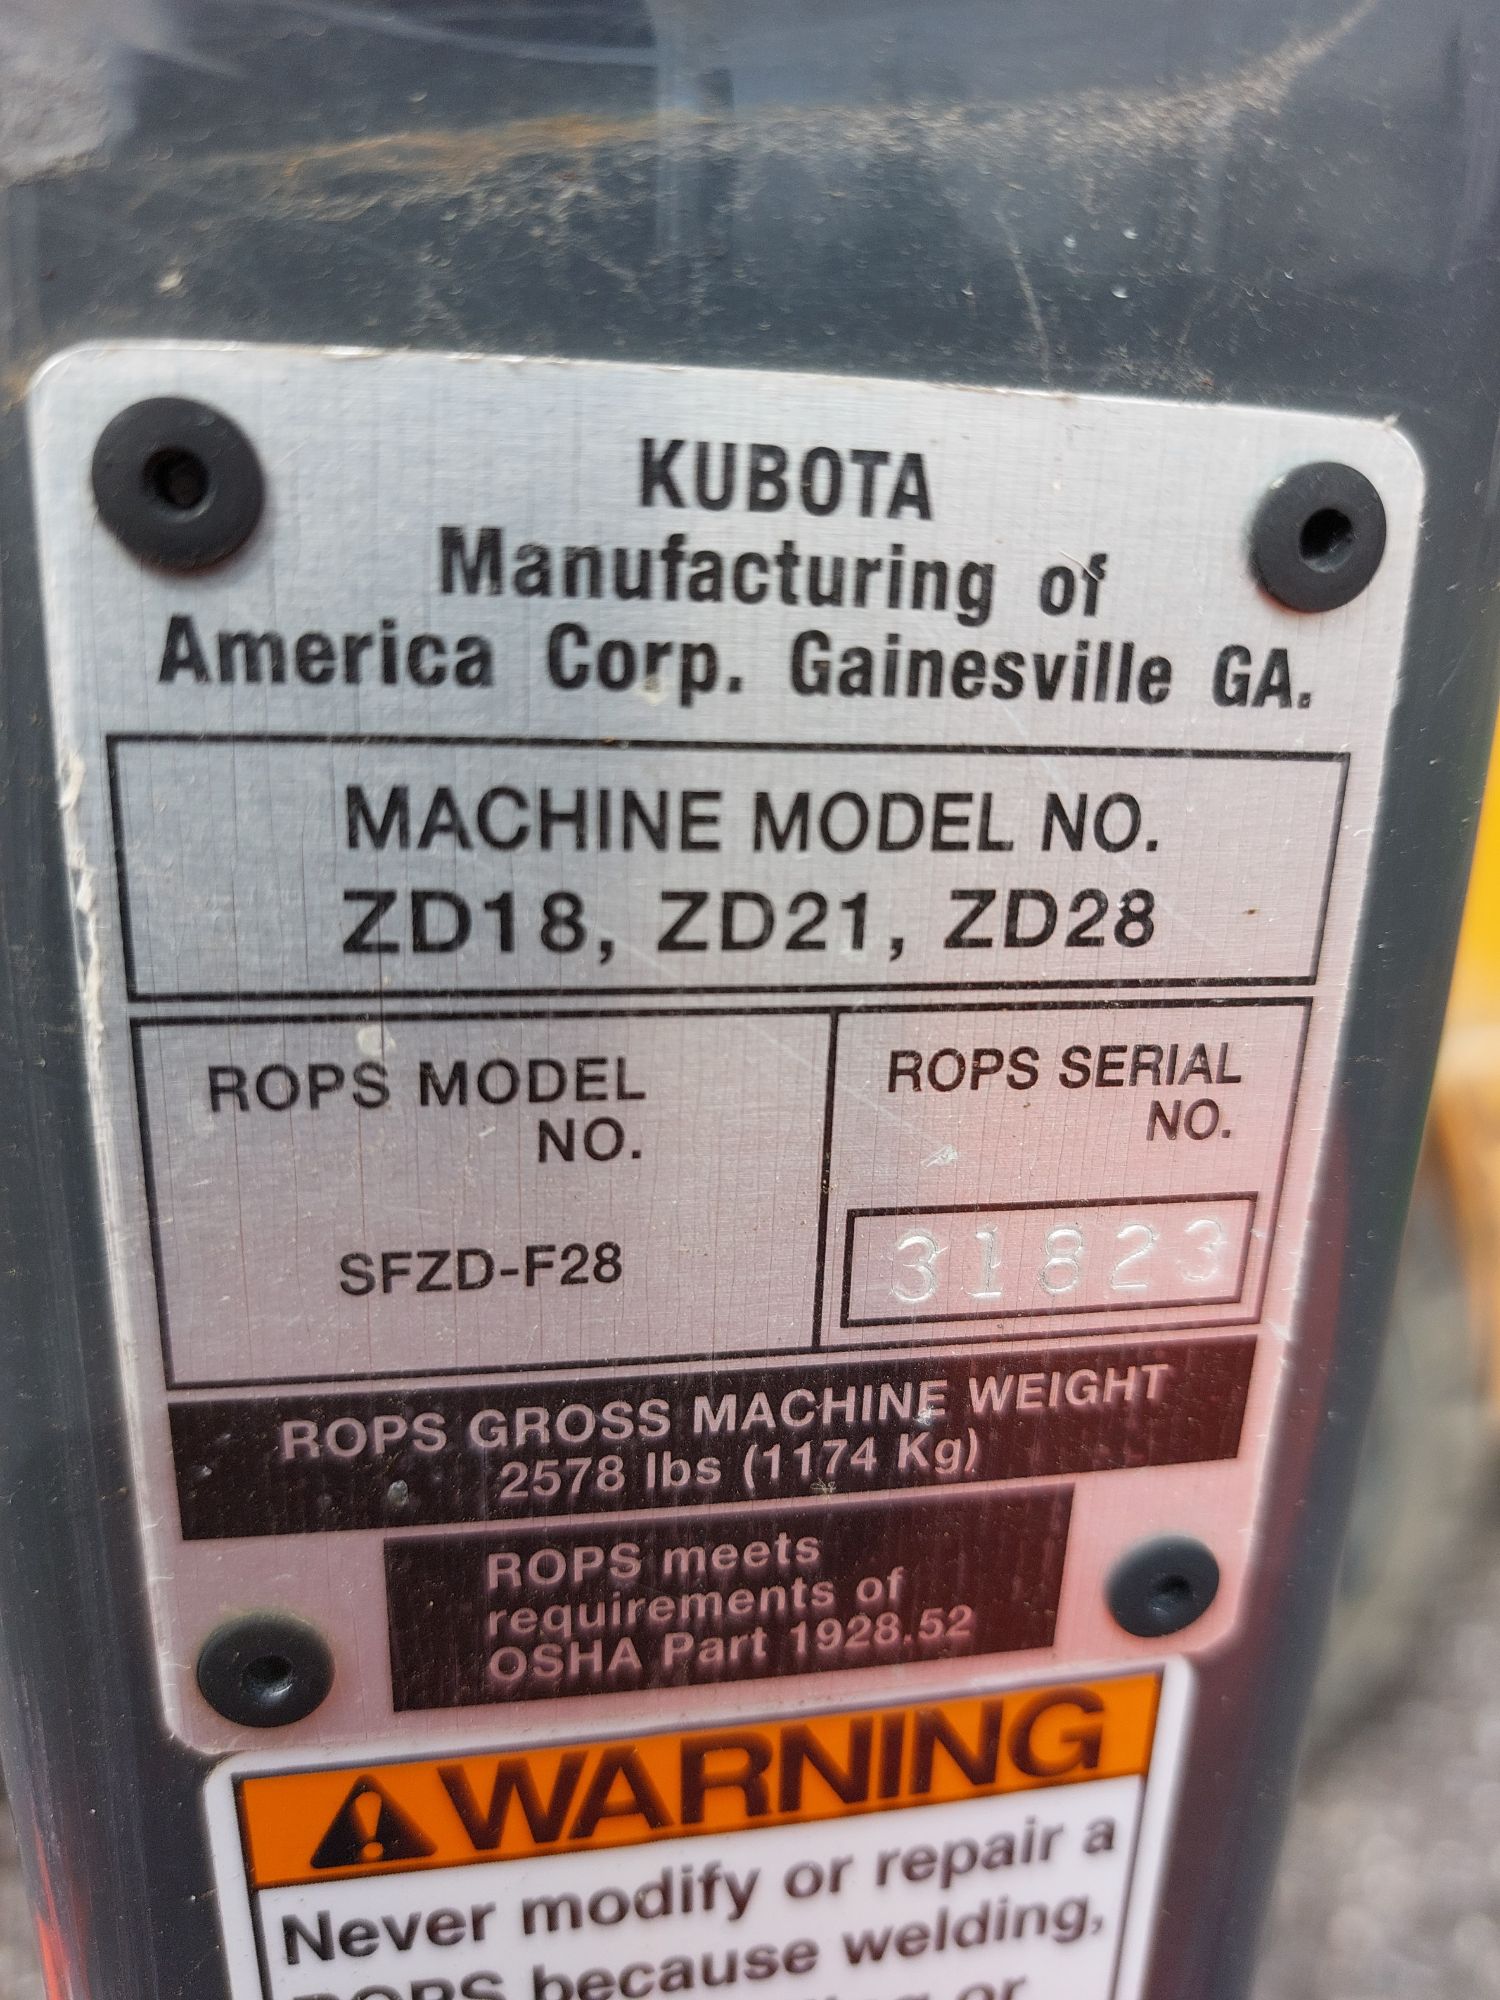 KUBOTA
Manufacturing of
America Corp. Gainesville GA.
MACHINE MODEL NO.
ZD18, ZD21, ZD28
ROPS MODEL
NO.
SFZD-F28
ROPS SERIAL
NO.
31823
ROPS GROSS MACHINE WEIGHT
2578 lbs (1174 Kg)
ROPS meets
requirements of
OSHA Part 1928.52
WARNING
Never modify or repair a
ROPS because welding,
or